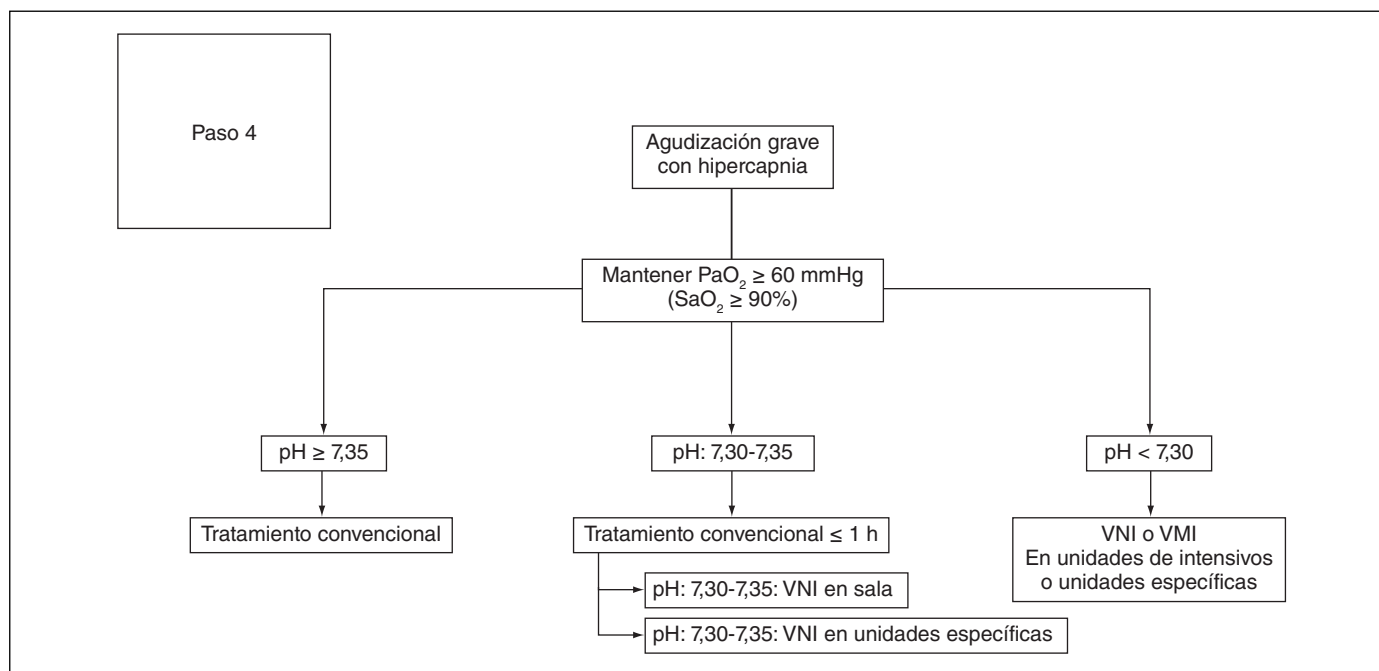 Paso 4
Agudización grave
con hipercapnia
Mantener PaO₂ ≥ 60 mmHg
(SaO₂ ≥ 90%)
pH ≥ 7,35
pH: 7,30-7,35
pH < 7,30
Tratamiento convencional
Tratamiento convencional ≤ 1 h
VNI o VMI
En unidades de intensivos
o unidades específicas
pH: 7,30-7,35: VNI en sala
pH: 7,30-7,35: VNI en unidades específicas